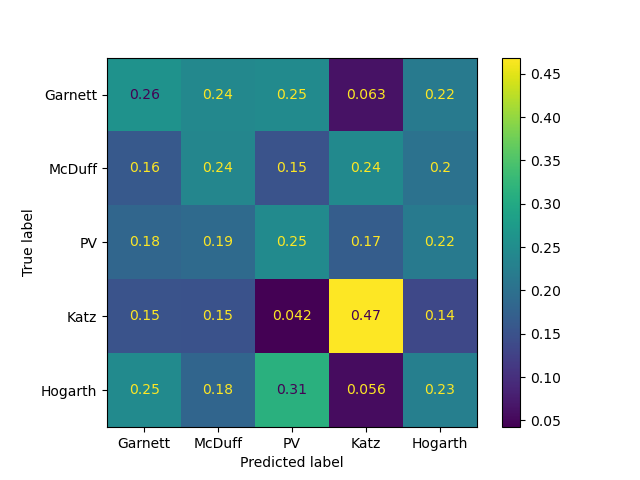 Garnett 0.26 0.24 0.25 0.063 0.22
McDuff 0.16 0.24 0.15 0.24 0.2
PV 0.18 0.19 0.25 0.17 0.22
Katz 0.15 0.15 0.042 0.47 0.14
Hogarth 0.25 0.18 0.31 0.056 0.23
Garnett McDuff PV Katz Hogarth
Predicted label
True label
0.45
0.40
0.35
0.30
0.25
0.20
0.15
0.10
0.05